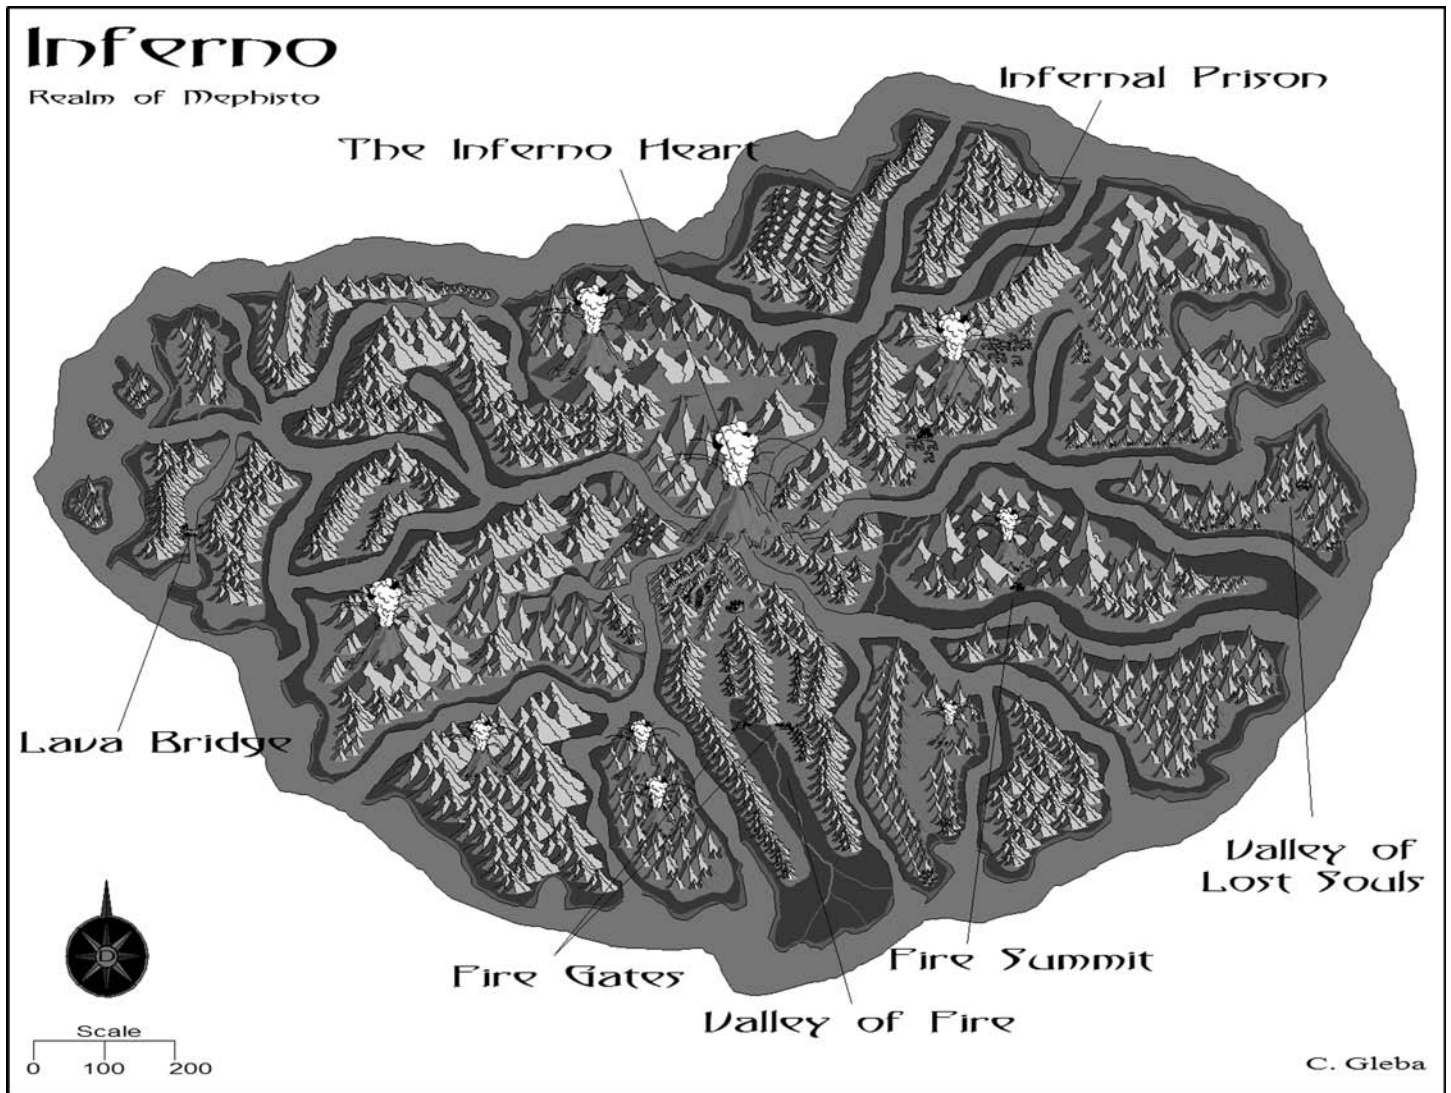 Inferno
Realm of Mephisto
Infernal Prison
The Inferno Heart
Lava Bridge
Valley of
Lost Souls
Fire Summit
Fire Gates
Valley of Fire
D
Scale
0 100 200
C. Gleba